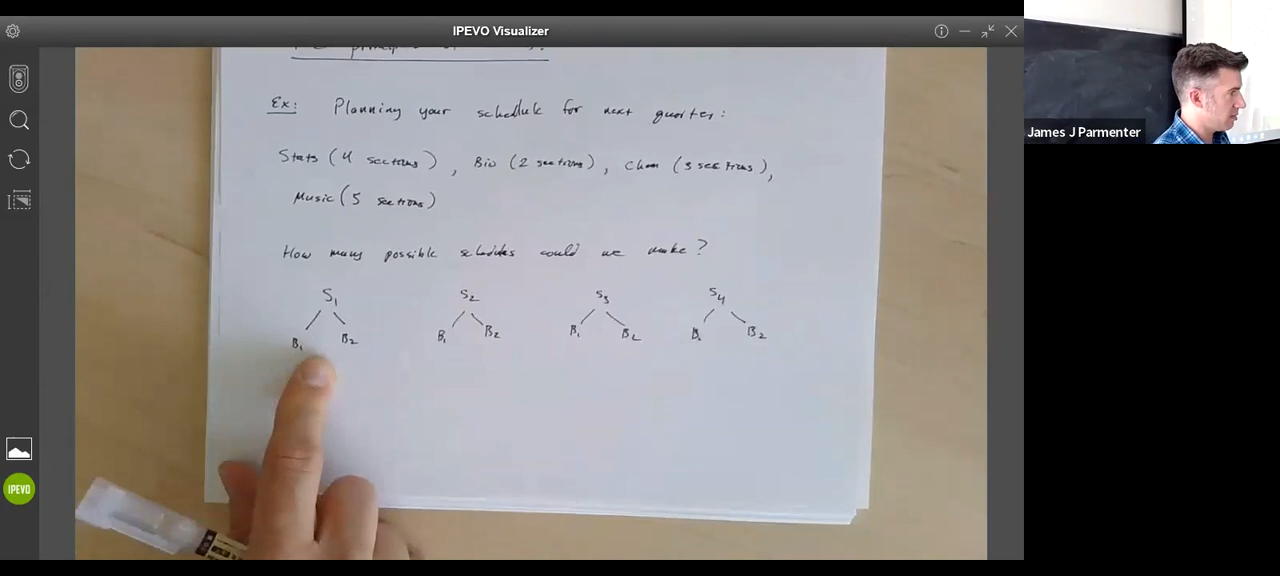 IPEVO Visualizer
James J Parmenter
Ex: Planning your schedule for next quarter:
Stats (4 sections), Bio (2 sections), Chem (3 sections),
Music (5 sections)
How many possible schedules could we make?
S1 S2 S3 S4
B1 B2 B1 B2 B1 B2 B1 B2
IPEVO